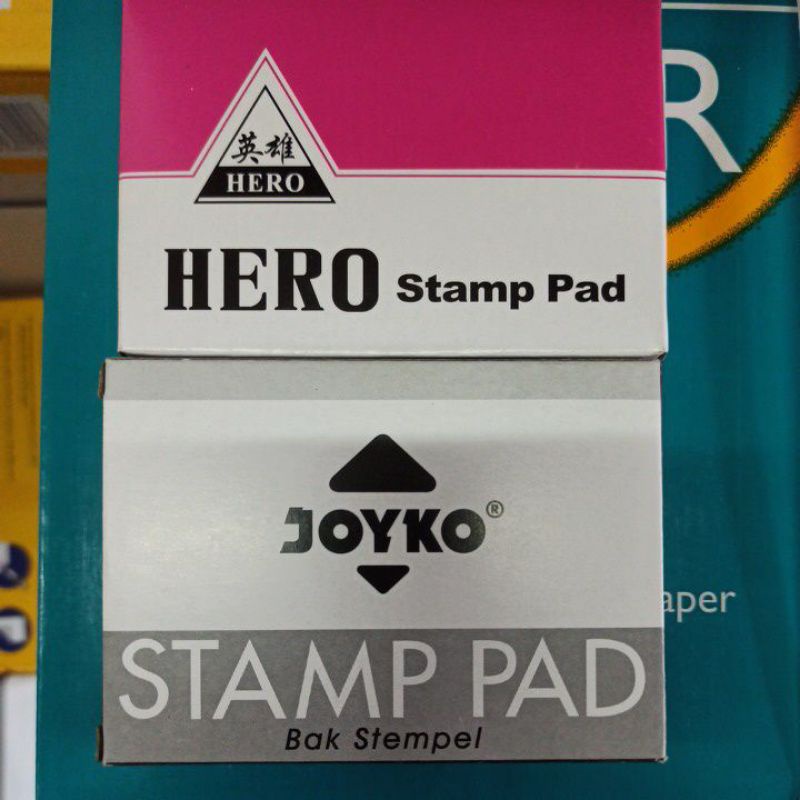 英雄
HERO
HERO Stamp Pad
R
JOYKO®
aper
STAMP PAD
Bak Stempel